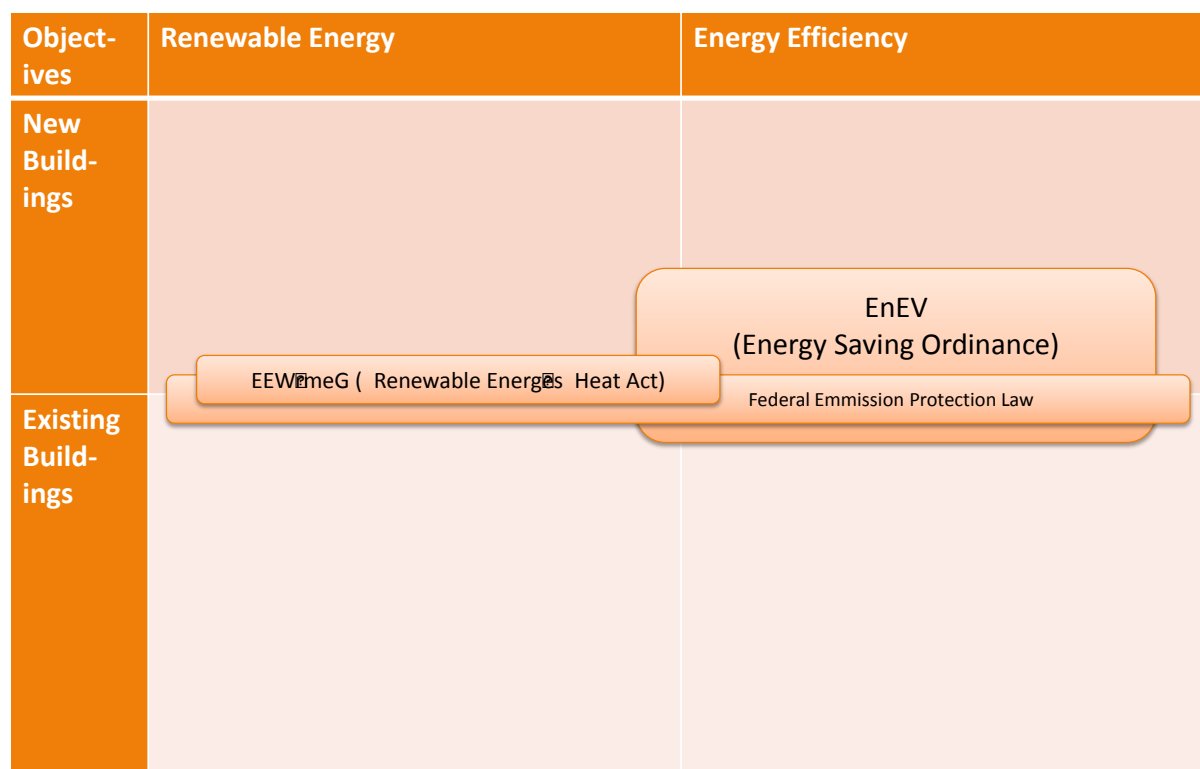 Object-
ives
Renewable Energy
Energy Efficiency
New
Build-
ings
EnEV
(Energy Saving Ordinance)
( Renewable Heat Act)
Federal Emmission Protection Law
Existing
Build-
ings